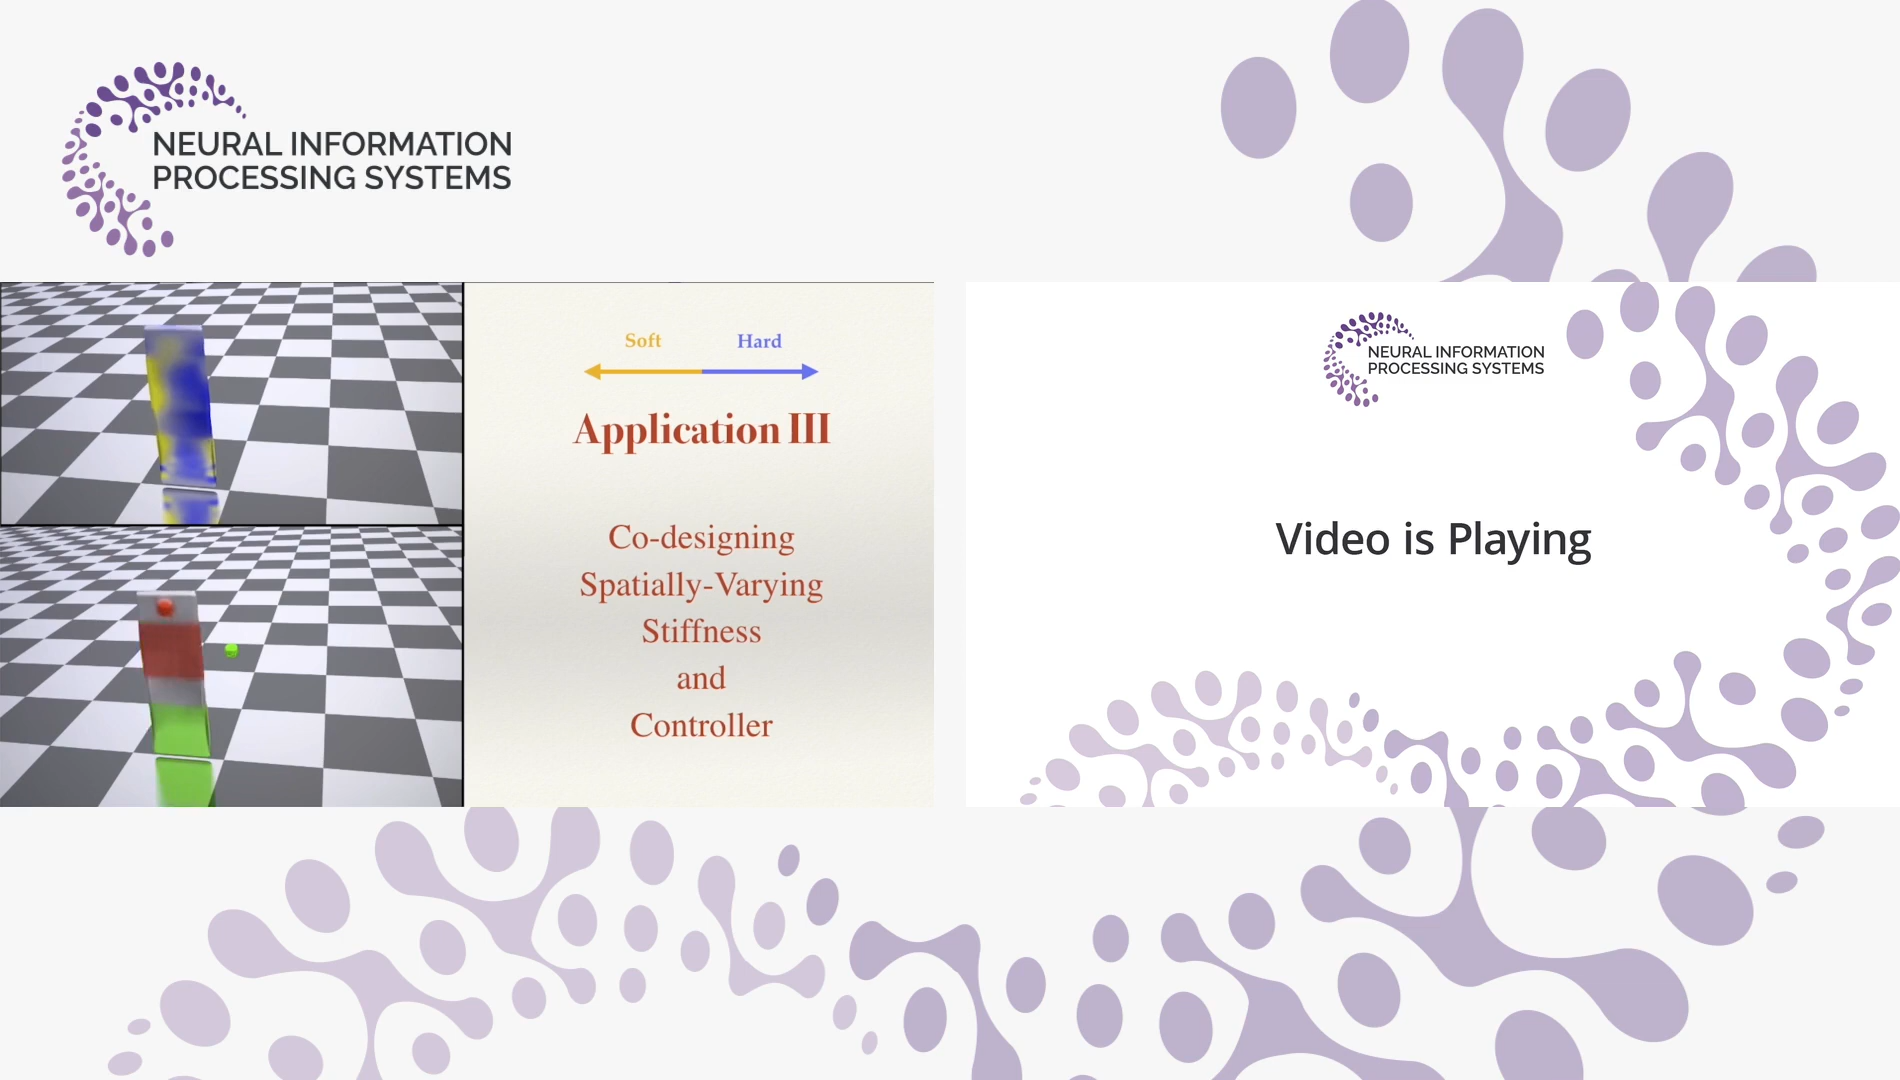 NEURAL INFORMATION
PROCESSING SYSTEMS
Soft Hard
Application III
Co-designing
Spatially-Varying
Stiffness
and
Controller
NEURAL INFORMATION
PROCESSING SYSTEMS
Video is Playing